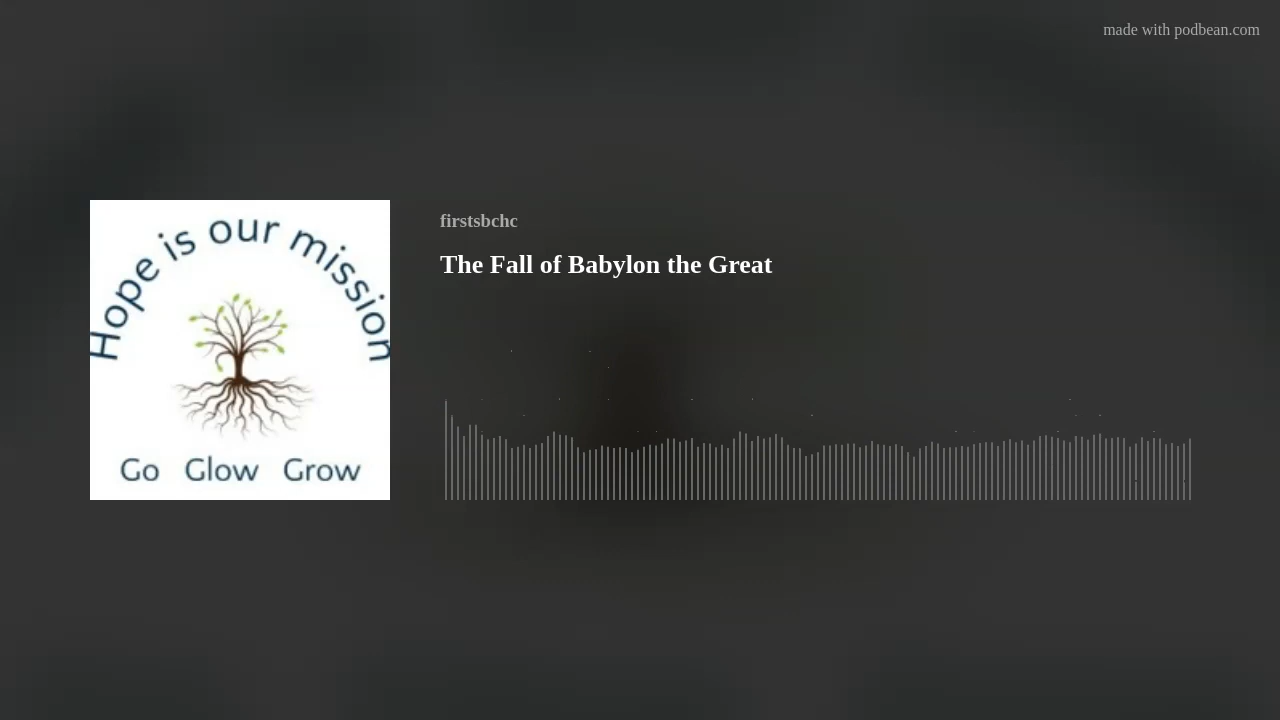 made with podbean.com
Hope is our mission
Go Glow Grow
firstsbchc
The Fall of Babylon the Great